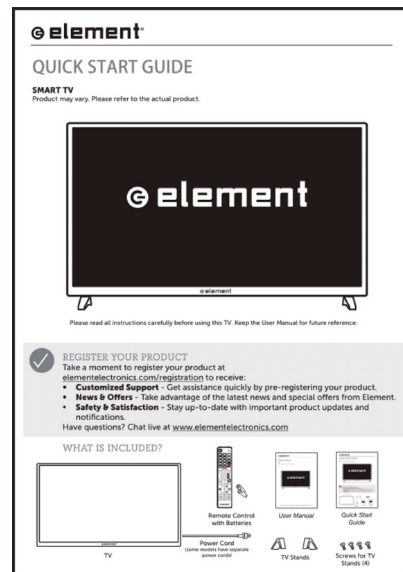 element
QUICK START GUIDE
SMART TV
Product may vary. Please refer to the actual product.
element
element
Please read all instructions carefully before using this TV. Keep the User Manual for future reference.
REGISTER YOUR PRODUCT
Take a moment to register your product at
elementelectronics.com/registration to receive:
• Customized Support - Get assistance quickly by pre-registering your product.
• News & Offers - Take advantage of the latest news and special offers from Element.
• Safety & Satisfaction - Stay up-to-date with important product updates and
notifications.
Have questions? Chat live at www.elementelectronics.com
WHAT IS INCLUDED?
TV
Remote Control
with Batteries
User Manual
Quick Start
Guide
Power Cord
(some models have separate
power cords)
TV Stands
Screws for TV
Stands (4)